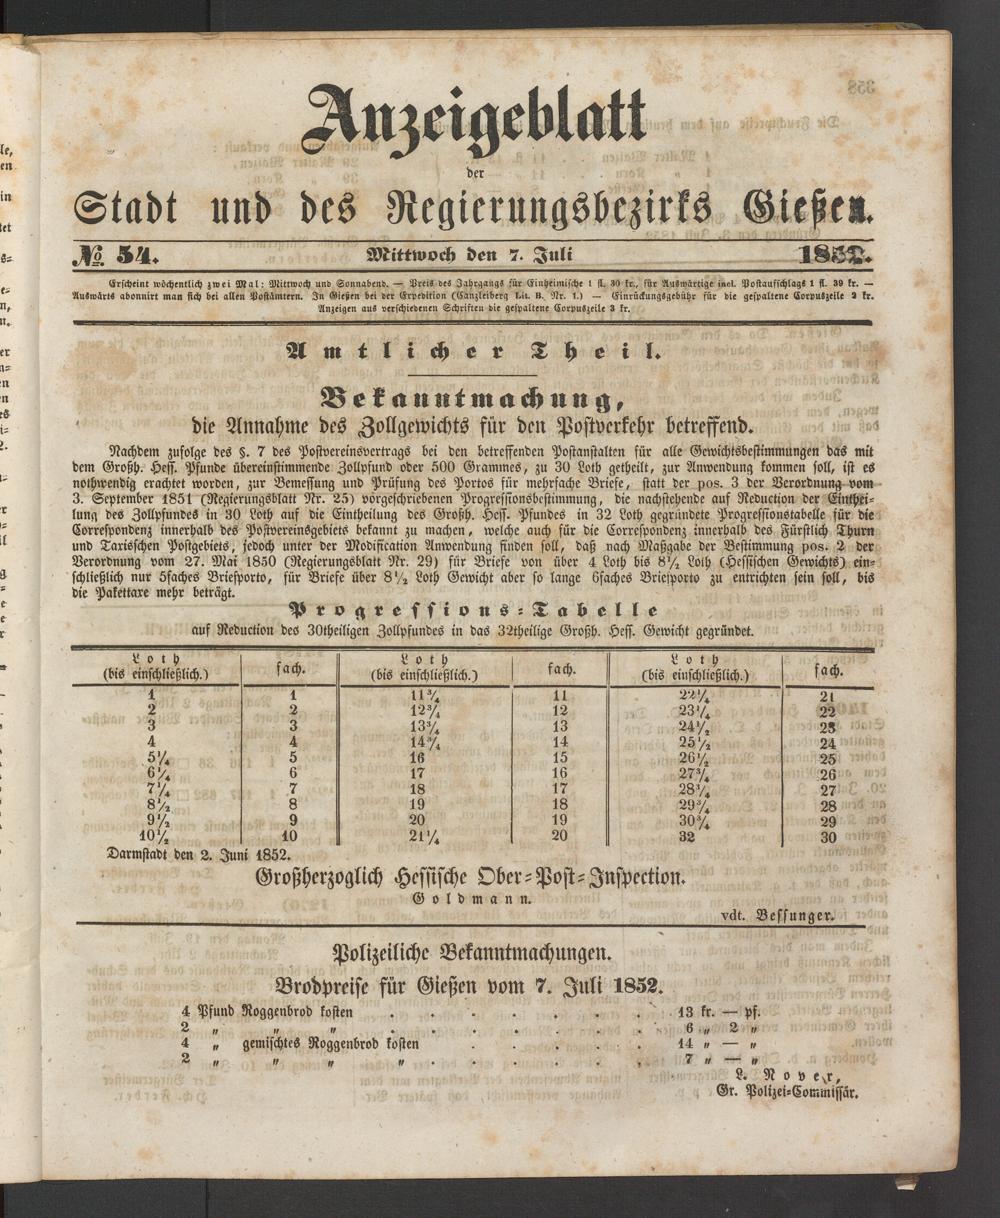 Anzeigeblatt
der
Stadt und des Regierungsbezirks Gießen.
№ 54. Mittwoch den 7. Juli 1852.
Erscheint wöchentlich zwei Mal: Mittwoch und Sonnabend. — Preis des Jahrgangs für Einheimische 1 fl. 30 kr., für Auswärtige incl. Postaufschlags 1 fl. 39 kr. —
Auswärts abonnirt man sich bei allen Postämtern. In Gießen bei der Expedition (Canzleiberg Lit. B. Nr. 1.) — Einrückungsgebühr für die gespaltene Corpuszeile 2 kr.
Anzeigen aus verschiedenen Schriften die gespaltene Corpuszeile 3 kr.
Amtlicher Theil.
Bekanntmachung,
die Annahme des Zollgewichts für den Postverkehr betreffend.
Nachdem zufolge des §. 7 des Postvereinsvertrags bei den betreffenden Postanstalten für alle Gewichtsbestimmungen das mit
dem Großh. Hess. Pfunde übereinstimmende Zollpfund oder 500 Grammes, zu 30 Loth getheilt, zur Anwendung kommen soll, ist es
nothwendig erachtet worden, zur Bemessung und Prüfung des Portos für mehrfache Briefe, statt der pos. 3 der Verordnung vom
3. September 1851 (Regierungsblatt Nr. 25) vorgeschriebenen Progressionsbestimmung, die nachstehende auf Reduction der Einthei-
lung des Zollpfundes in 30 Loth auf die Eintheilung des Großh. Hess. Pfundes in 32 Loth gegründete Progressionstabelle für die
Correspondenz innerhalb des Postvereinsgebiets bekannt zu machen, welche auch für die Correspondenz innerhalb des Fürstlich Thurn
und Taxisschen Postgebiets, jedoch unter der Modification Anwendung finden soll, daß nach Maßgabe der Bestimmung pos. 2 der
Verordnung vom 27. Mai 1850 (Regierungsblatt Nr. 29) für Briefe von über 4 Loth bis 8½ Loth (Hessischen Gewichts) ein-
schließlich nur 5faches Briefporto, für Briefe über 8½ Loth Gewicht aber so lange 6faches Briefporto zu entrichten sein soll, bis
die Pakettaxe mehr beträgt.
Progressions-Tabelle
auf Reduction des 30theiligen Zollpfundes in das 32theilige Großh. Hess. Gewicht gegründet.
Loth (bis einschließlich.) fach. Loth (bis einschließlich.) fach. Loth (bis einschließlich.) fach.
1 1 11¾ 11 22¼ 21
2 2 12¾ 12 23¼ 22
3 3 13¾ 13 24½ 23
4 4 14¾ 14 25½ 24
5¼ 5 16 15 26½ 25
6¼ 6 17 16 27¾ 26
7¼ 7 18 17 28¾ 27
8½ 8 19 18 29¾ 28
9½ 9 20 19 30¾ 29
10½ 10 21¼ 20 32 30
Darmstadt den 2. Juni 1852.
Großherzoglich Hessische Ober-Post-Inspection.
Goldmann.
vdt. Bessunger.
Polizeiliche Bekanntmachungen.
Brodpreise für Gießen vom 7. Juli 1852.
4 Pfund Roggenbrod kosten . . . . . . . 13 kr. — pf.
2 „ „ „ . . . . . . . 6 „ 2 „
4 „ gemischtes Roggenbrod kosten . . . . . 14 „ — „
2 „ „ „ „ . . . . . . 7 „ — „
L. Nover,
Gr. Polizei-Commissär.